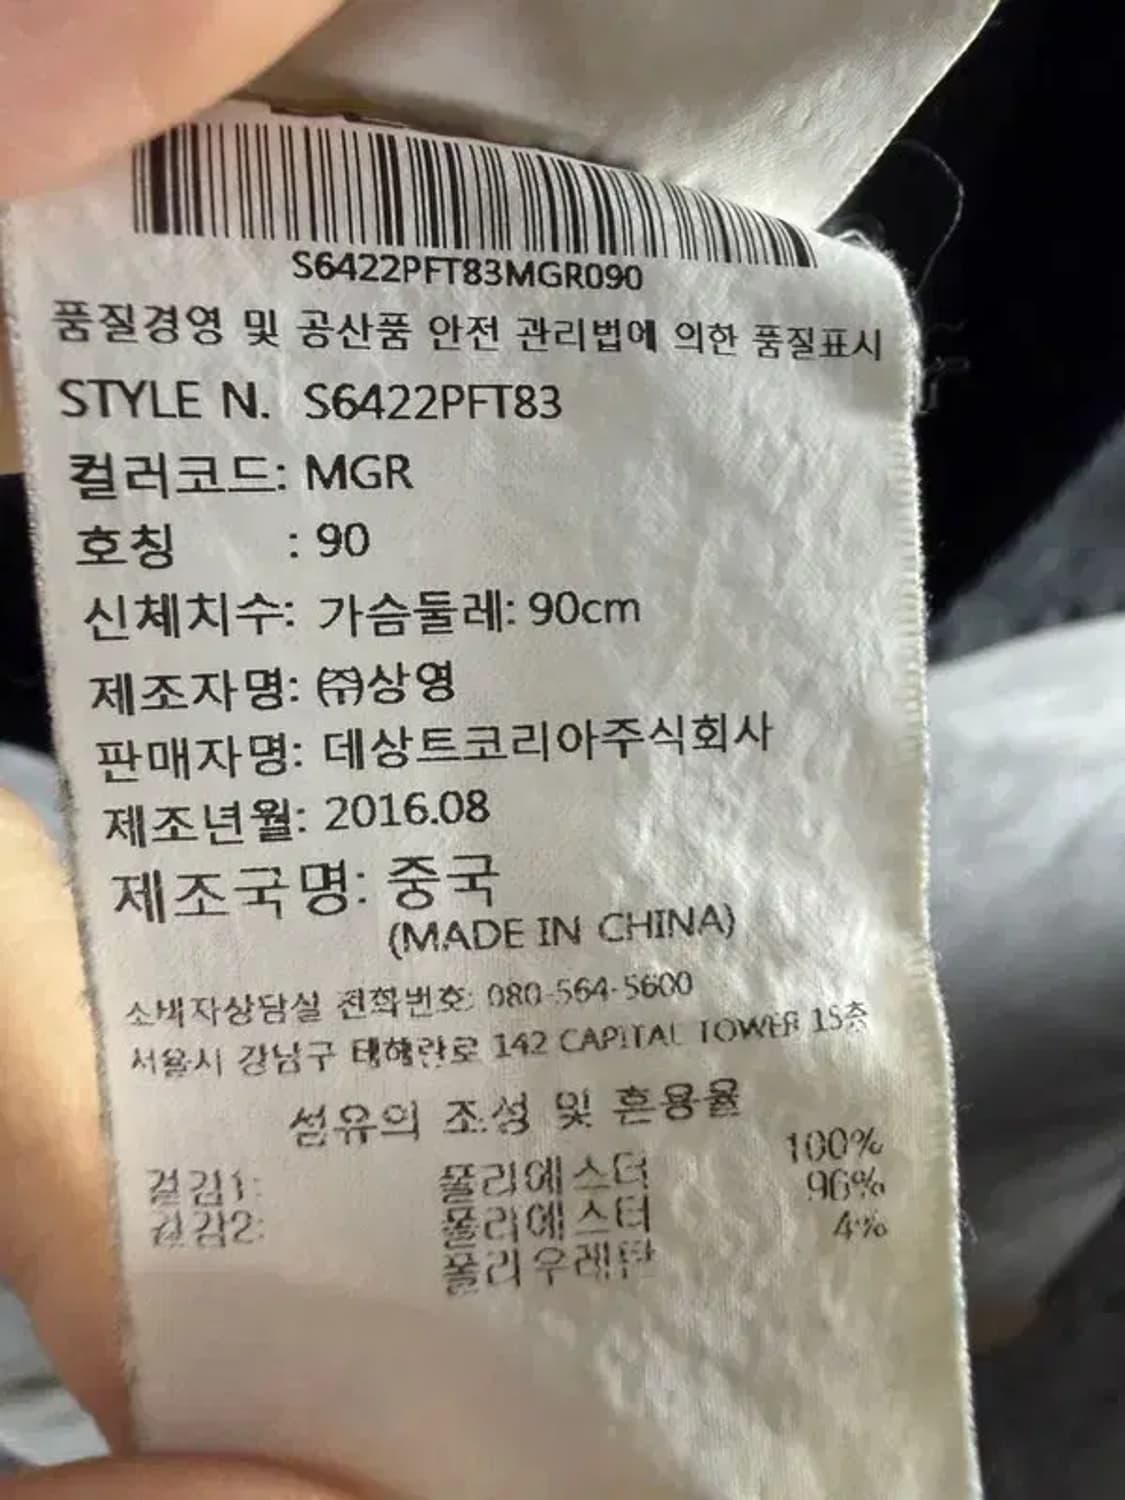 S6422PFT83MGR090
품질경영 및 공산품 안전 관리법에 의한 품질표시
STYLE N. S6422PFT83
컬러코드: MGR
호칭 : 90
신체치수: 가슴둘레: 90cm
제조자명: ㈜상영
판매자명: 데상트코리아주식회사
제조년월: 2016.08
제조국명: 중국
(MADE IN CHINA)
소비자상담실 전화번호: 080-564-5600
서울시 강남구 테헤란로 142 CAPITAL TOWER 15층
섬유의 조성 및 혼용율
겉감1: 폴리에스터 100%
겉감2: 폴리에스터 96%
폴리우레탄 4%